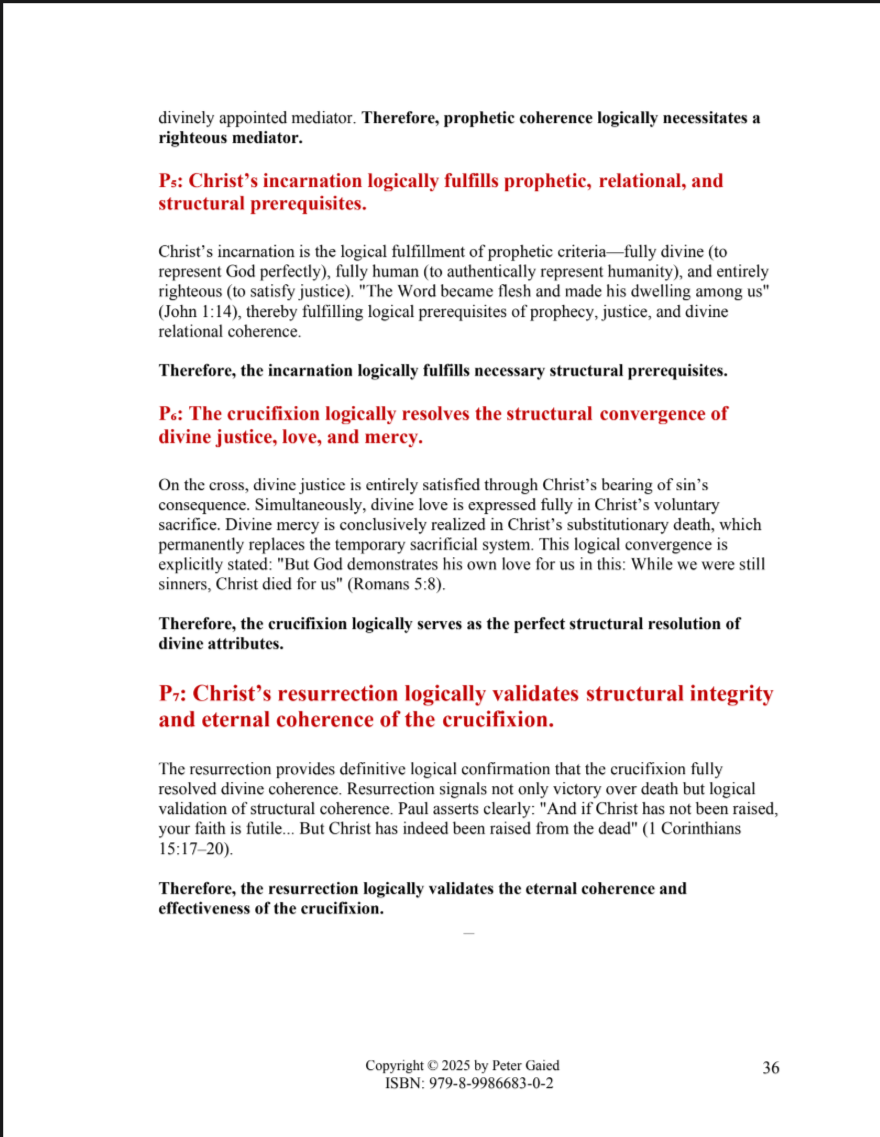 divinely appointed mediator. Therefore, prophetic coherence logically necessitates a
righteous mediator.
P₅: Christ’s incarnation logically fulfills prophetic, relational, and
structural prerequisites.
Christ’s incarnation is the logical fulfillment of prophetic criteria—fully divine (to
represent God perfectly), fully human (to authentically represent humanity), and entirely
righteous (to satisfy justice). "The Word became flesh and made his dwelling among us"
(John 1:14), thereby fulfilling logical prerequisites of prophecy, justice, and divine
relational coherence.
Therefore, the incarnation logically fulfills necessary structural prerequisites.
P₆: The crucifixion logically resolves the structural convergence of
divine justice, love, and mercy.
On the cross, divine justice is entirely satisfied through Christ’s bearing of sin’s
consequence. Simultaneously, divine love is expressed fully in Christ’s voluntary
sacrifice. Divine mercy is conclusively realized in Christ’s substitutionary death, which
permanently replaces the temporary sacrificial system. This logical convergence is
explicitly stated: "But God demonstrates his own love for us in this: While we were still
sinners, Christ died for us" (Romans 5:8).
Therefore, the crucifixion logically serves as the perfect structural resolution of
divine attributes.
P₇: Christ’s resurrection logically validates structural integrity
and eternal coherence of the crucifixion.
The resurrection provides definitive logical confirmation that the crucifixion fully
resolved divine coherence. Resurrection signals not only victory over death but logical
validation of structural coherence. Paul asserts clearly: "And if Christ has not been raised,
your faith is futile... But Christ has indeed been raised from the dead" (1 Corinthians
15:17–20).
Therefore, the resurrection logically validates the eternal coherence and
effectiveness of the crucifixion.
—
Copyright © 2025 by Peter Gaied
36
ISBN: 979-8-9986683-0-2